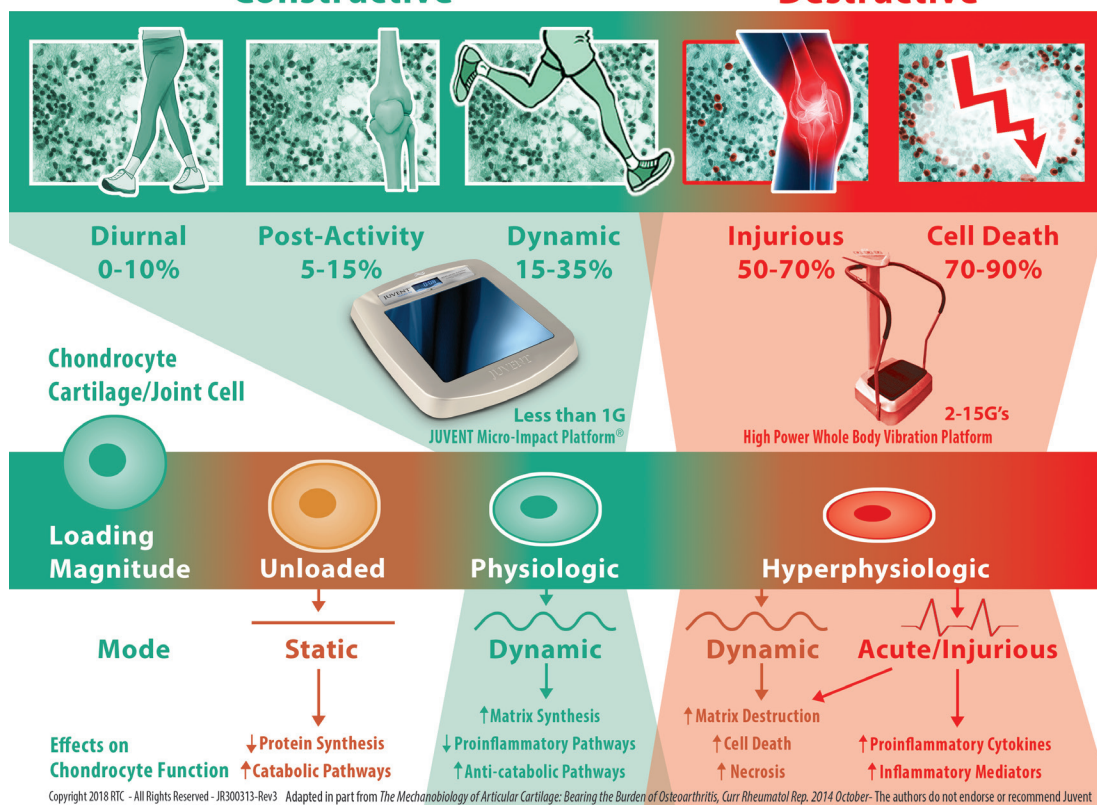 Constructive
Destructive
Diurnal
0-10%
Post-Activity
5-15%
Dynamic
15-35%
Injurious
50-70%
Cell Death
70-90%
JUVENT
JUVENT
Chondrocyte
Cartilage/Joint Cell
Less than 1G
JUVENT Micro-Impact Platform®
2-15G's
High Power Whole Body Vibration Platform
Loading
Magnitude
Unloaded
Physiologic
Hyperphysiologic
Mode
Static
Dynamic
Dynamic
Acute/Injurious
Effects on
Chondrocyte Function
↓Protein Synthesis
↑Catabolic Pathways
↑Matrix Synthesis
↓Proinflammatory Pathways
↑Anti-catabolic Pathways
↑Matrix Destruction
↑Cell Death
↑Necrosis
↑Proinflammatory Cytokines
↑Inflammatory Mediators
Copyright 2018 RTC - All Rights Reserved - JR300313-Rev3 Adapted in part from The Mechanobiology of Articular Cartilage: Bearing the Burden of Osteoarthritis, Curr Rheumatol Rep. 2014 October- The authors do not endorse or recommend Juvent